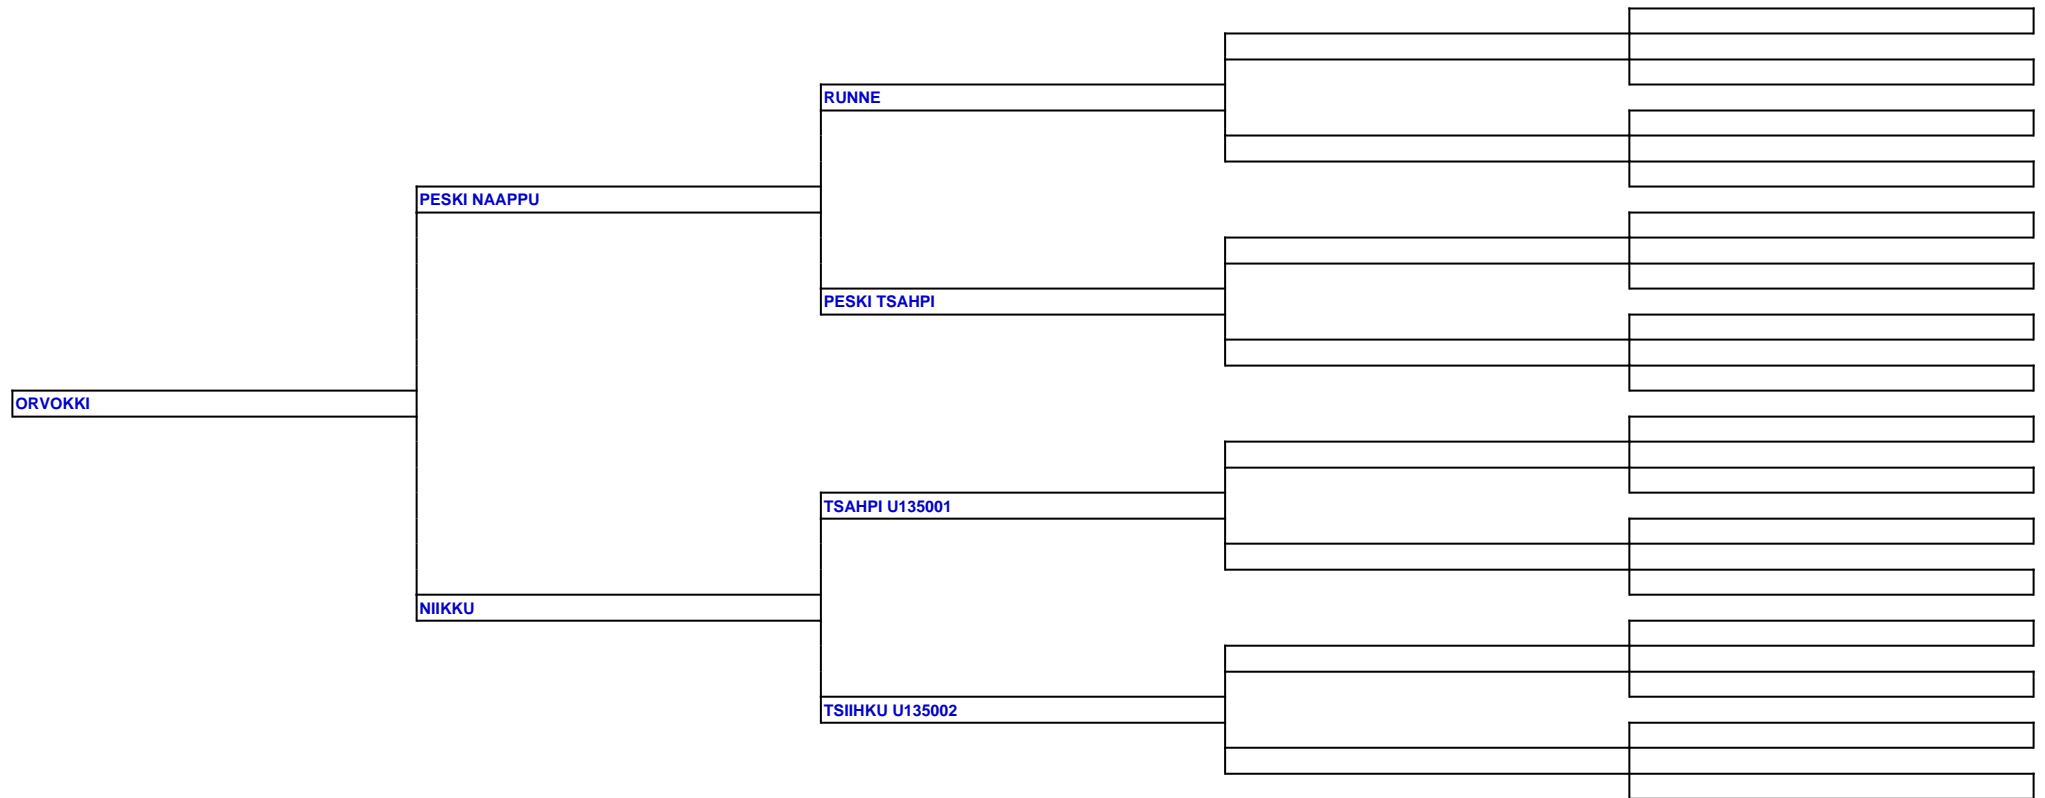 RUNNE
PESKI NAAPPU
PESKI TSAHPI
ORVOKKI
TSAHPI U135001
NIIKKU
TSIIHKU U135002